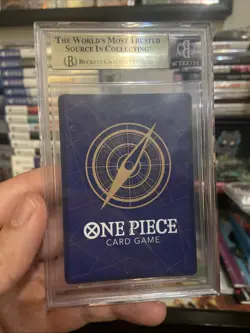 THE WORLD'S MOST TRUSTED
SOURCE IN COLLECTING
ONE PIECE
CARD GAME